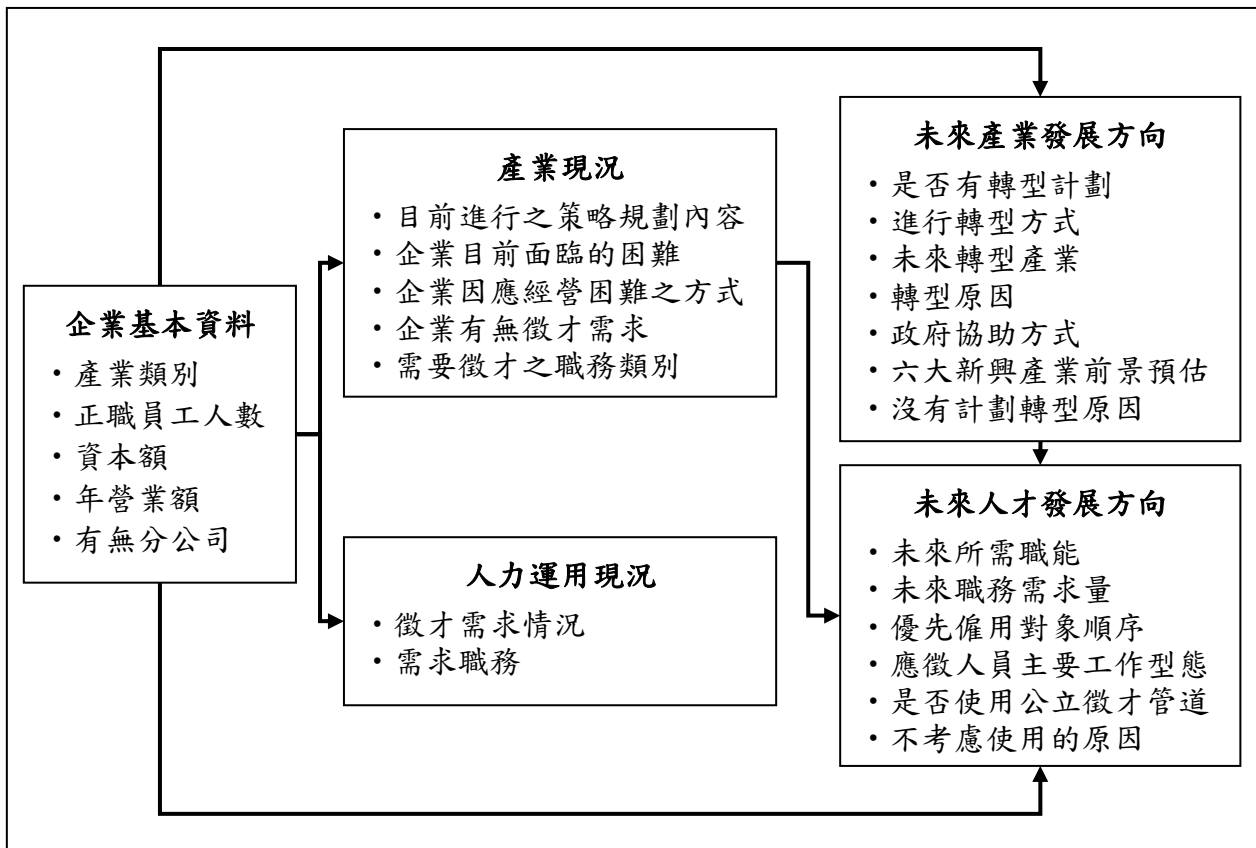 企業基本資料
・產業類別
・正職員工人數
・資本額
・年營業額
・有無分公司
產業現況
・目前進行之策略規劃內容
・企業目前面臨的困難
・企業因應經營困難之方式
・企業有無徵才需求
・需要徵才之職務類別
人力運用現況
・徵才需求情況
・需求職務
未來產業發展方向
・是否有轉型計劃
・進行轉型方式
・未來轉型產業
・轉型原因
・政府協助方式
・六大新興產業前景預估
・沒有計劃轉型原因
未來人才發展方向
・未來所需職能
・未來職務需求量
・優先僱用對象順序
・應徵人員主要工作型態
・是否使用公立徵才管道
・不考慮使用的原因